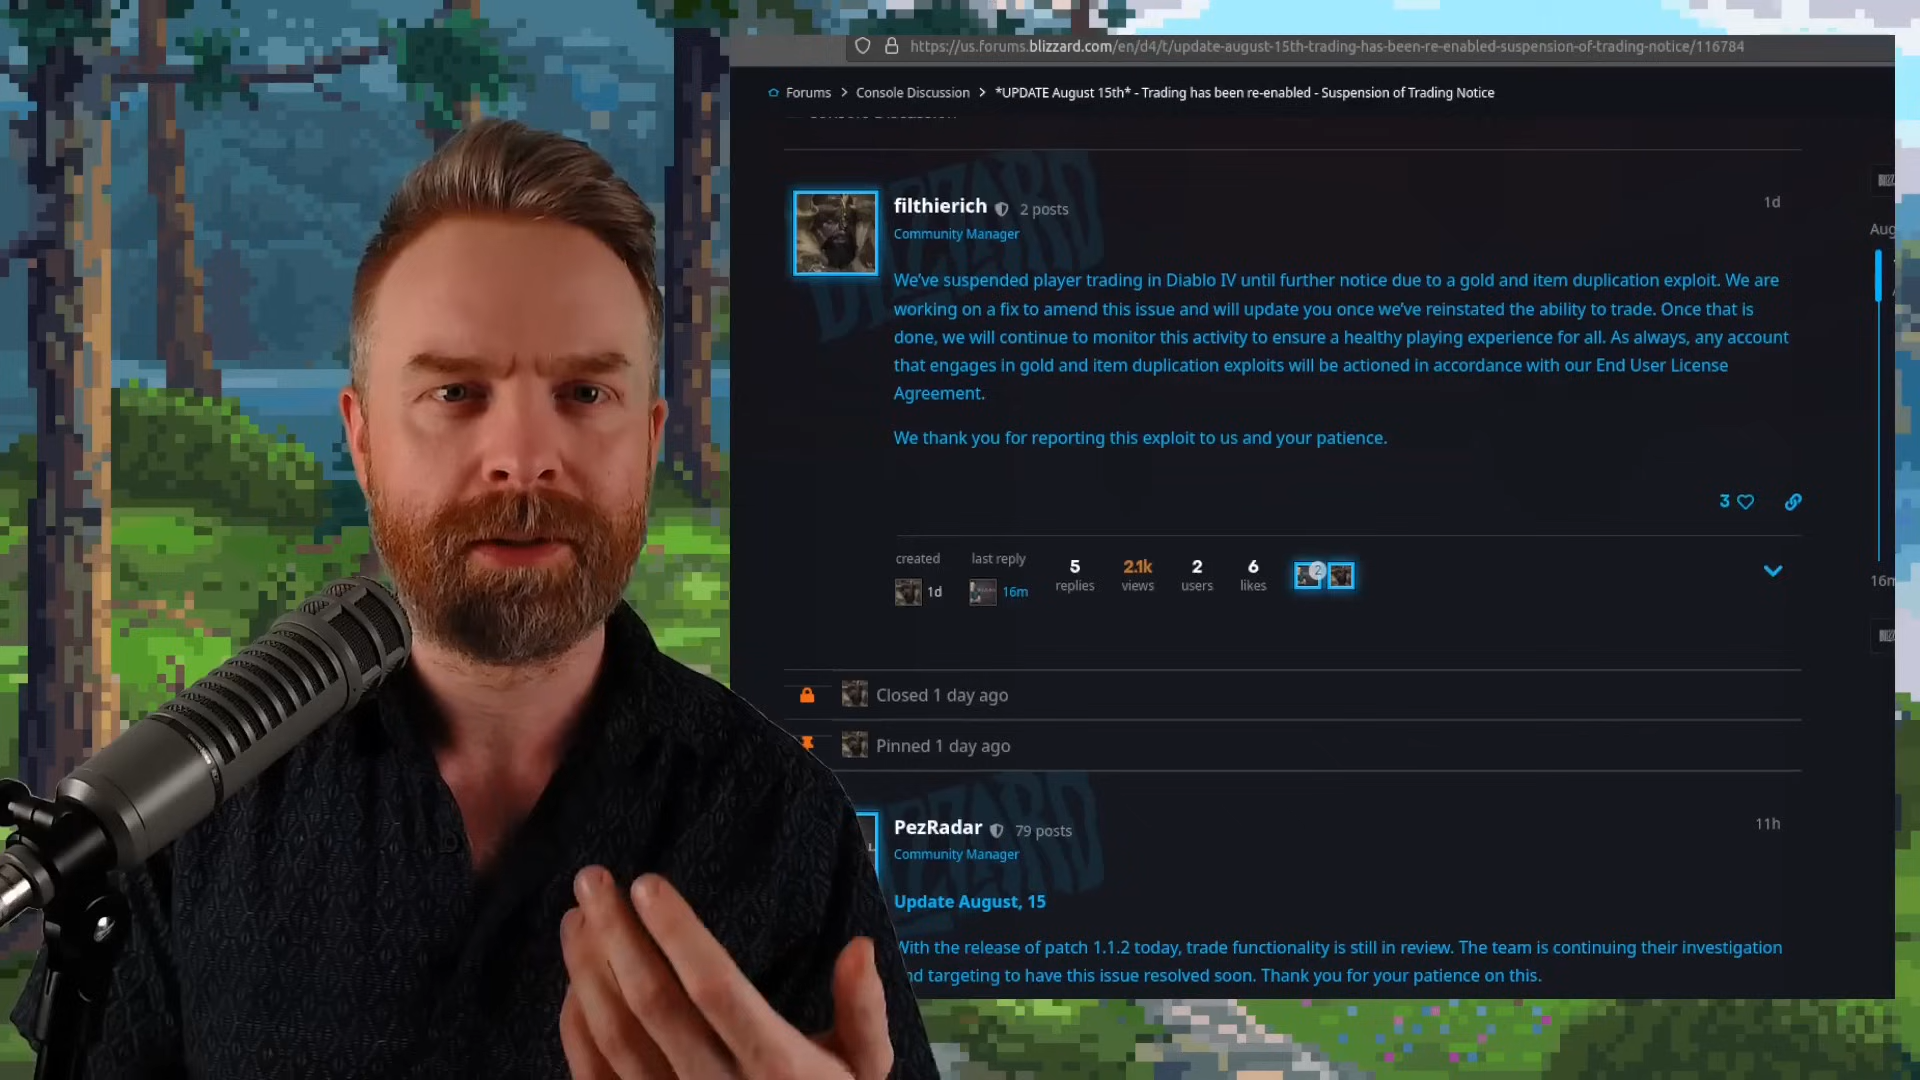 https://us.forums.blizzard.com/en/d4/t/update-august-15th-trading-has-been-re-enabled-suspension-of-trading-notice/116784
Forums > Console Discussion > *UPDATE August 15th* - Trading has been re-enabled - Suspension of Trading Notice
Console Discussion
filthierich 2 posts 1d
Community Manager
Aug
We've suspended player trading in Diablo IV until further notice due to a gold and item duplication exploit. We are
working on a fix to amend this issue and will update you once we've reinstated the ability to trade. Once that is
done, we will continue to monitor this activity to ensure a healthy playing experience for all. As always, any account
that engages in gold and item duplication exploits will be actioned in accordance with our End User License
Agreement.
We thank you for reporting this exploit to us and your patience.
3
created last reply 5 2.1k 2 6 2
1d 16m replies views users likes
16m
Closed 1 day ago
Pinned 1 day ago
PezRadar 79 posts 11h
Community Manager
Update August, 15
With the release of patch 1.1.2 today, trade functionality is still in review. The team is continuing their investigation
and targeting to have this issue resolved soon. Thank you for your patience on this.
BLIZZARD
BLIZZARD